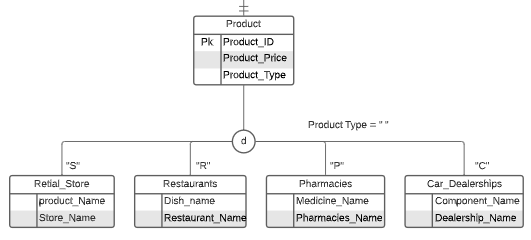 Product
Pk Product_ID
Product_Price
Product_Type
d
Product Type = " "
"S" "R" "P" "C"
Retial_Store
product_Name
Store_Name
Restaurants
Dish_name
Restaurant_Name
Pharmacies
Medicine_Name
Pharmacies_Name
Car_Dealerships
Component_Name
Dealership_Name